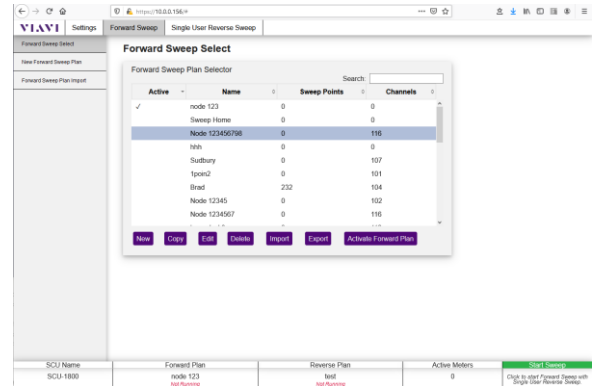 https://10.0.0.156/#
VIAVI Settings Forward Sweep Single User Reverse Sweep
Forward Sweep Select
New Forward Sweep Plan
Forward Sweep Plan Import
Forward Sweep Select
Forward Sweep Plan Selector
Search:
Active Name Sweep Points Channels
✓ node 123 0 0
Sweep Home 0 0
Node 123456798 0 116
hhh 0 0
Sudbury 0 107
1poin2 0 101
Brad 232 104
Node 12345 0 102
Node 1234567 0 116
New Copy Edit Delete Import Export Activate Forward Plan
SCU Name Forward Plan Reverse Plan Active Meters Start Sweep
SCU-1800 node 123 test 0 Click to start Forward Sweep with
Not Running Not Running Single User Reverse Sweep.